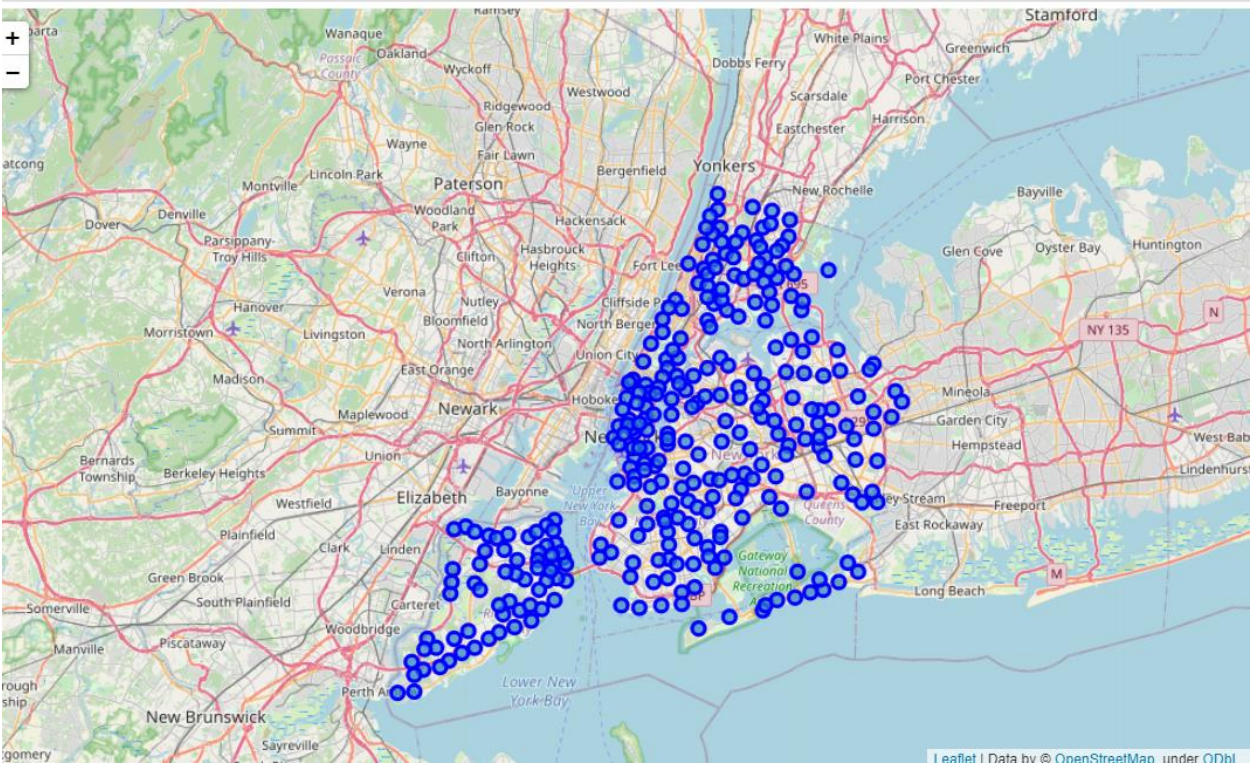 +
−
Ramsey
Stamford
Wanaque
Oakland
White Plains
Greenwich
Passaic
County
Wyckoff
Dobbs Ferry
Port Chester
Westwood
Scarsdale
Ridgewood
Harrison
Glen Rock
Eastchester
Wayne
Fair Lawn
Bergenfield
Yonkers
Lincoln Park
Montville
Paterson
New Rochelle
Bayville
Woodland
Park
Denville
Hackensack
Dover
Parsippany-
Troy Hills
Hasbrouck
Heights
Glen Cove
Oyster Bay
Huntington
Clifton
Fort Lee
Verona
Nutley
Hanover
Cliffside
N
Bloomfield
North Bergen
NY 135
Morristown
Livingston
North Arlington
Union City
East Orange
Madison
Mineola
Newark
Hoboken
Maplewood
Garden City
Summit
Hempstead
Union
West Bab
Bernards
Township
Berkeley Heights
Lindenhurst
Elizabeth
Bayonne
Upper
New York
Bay
Westfield
Queens
County
Freeport
Plainfield
East Rockaway
Clark
Linden
Gateway
National
Recreation
Green Brook
M
South Plainfield
Carteret
Long Beach
Somerville
Woodbridge
Piscataway
Manville
Lower New
York Bay
Perth Am
New Brunswick
Sayreville
Leaflet | Data by © OpenStreetMap, under ODbL.